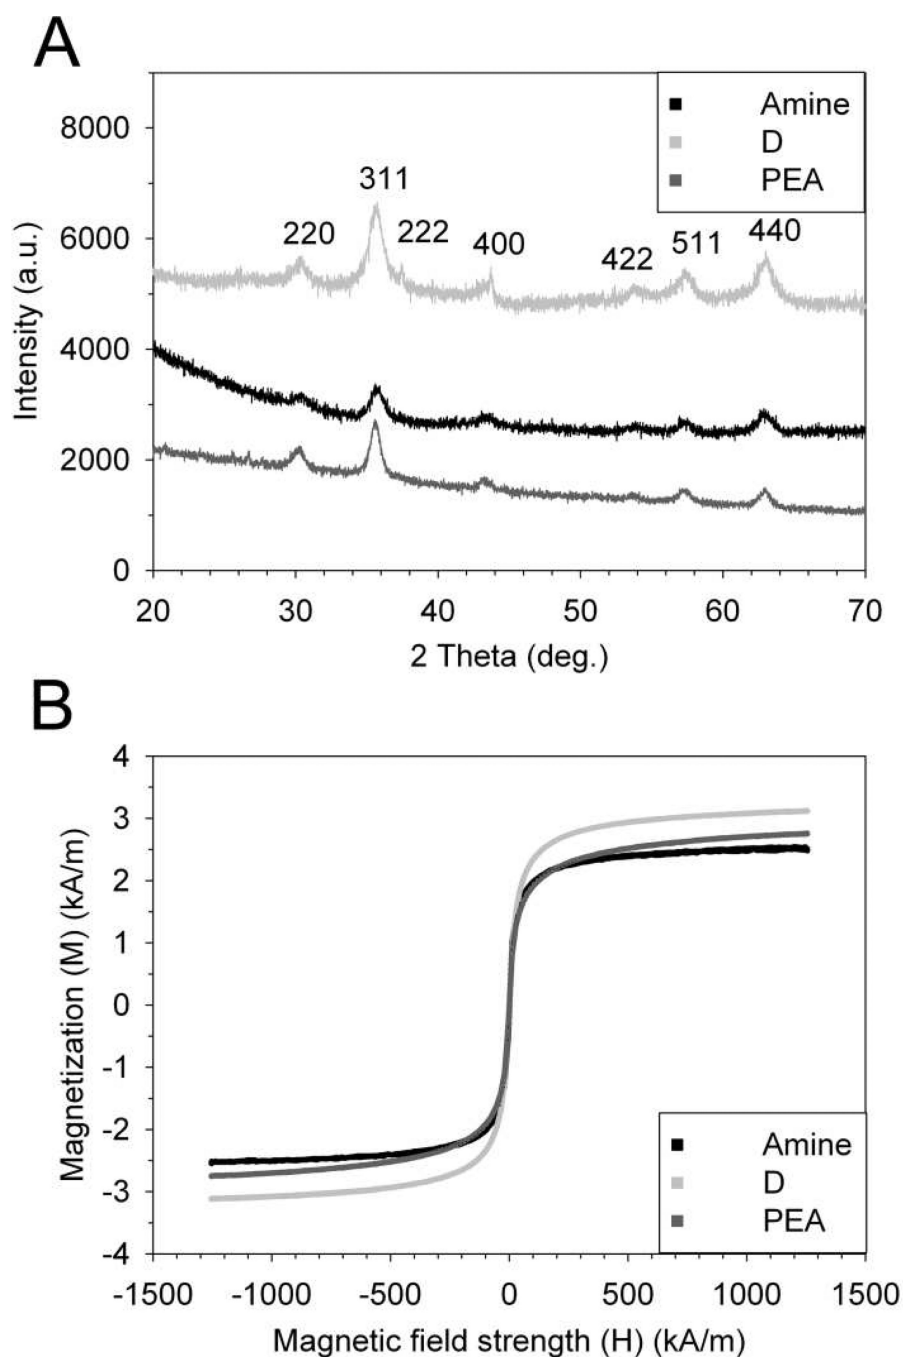 A
Amine
D
PEA
8000
6000
4000
2000
0
Intensity (a.u.)
220
311
222
400
422
511
440
20 30 40 50 60 70
2 Theta (deg.)
B
4
3
2
1
0
-1
-2
-3
-4
Magnetization (M) (kA/m)
Amine
D
PEA
-1500 -1000 -500 0 500 1000 1500
Magnetic field strength (H) (kA/m)